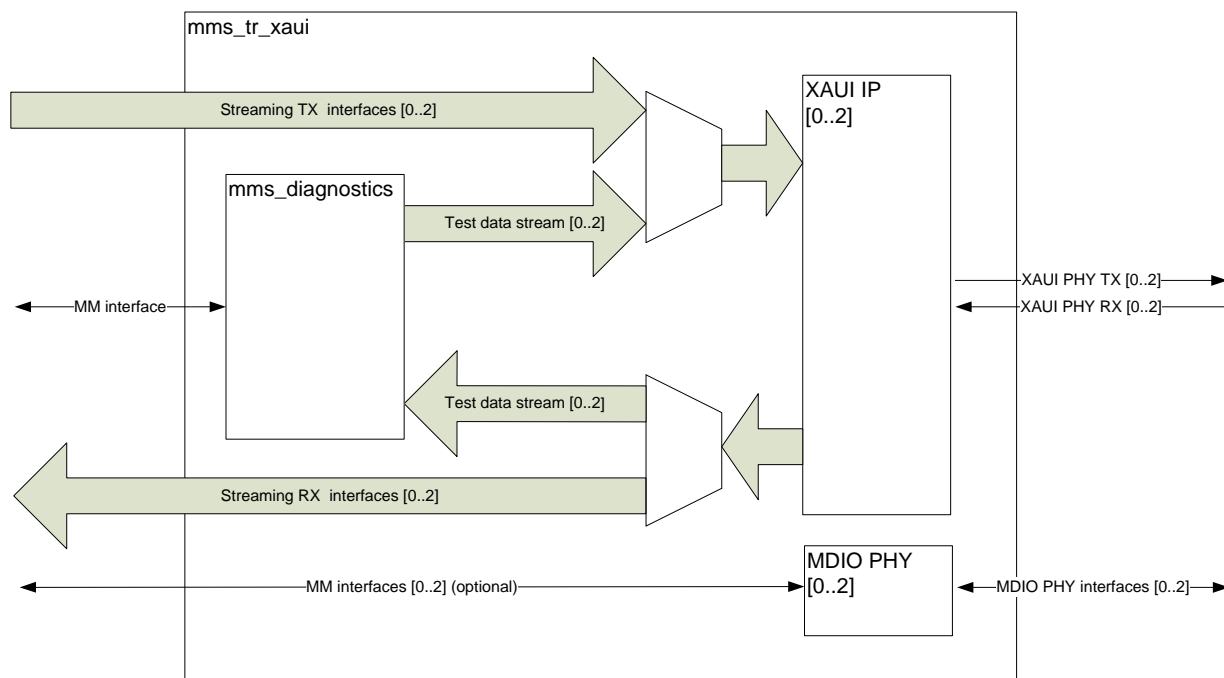 mms_tr_xaui
Streaming TX  interfaces [0..2]
XAUI IP
[0..2]
mms_diagnostics
Test data stream [0..2]
MM interface
XAUI PHY TX [0..2]
XAUI PHY RX [0..2]
Test data stream [0..2]
Streaming RX  interfaces [0..2]
MDIO PHY
[0..2]
MM interfaces [0..2] (optional)
MDIO PHY interfaces [0..2]